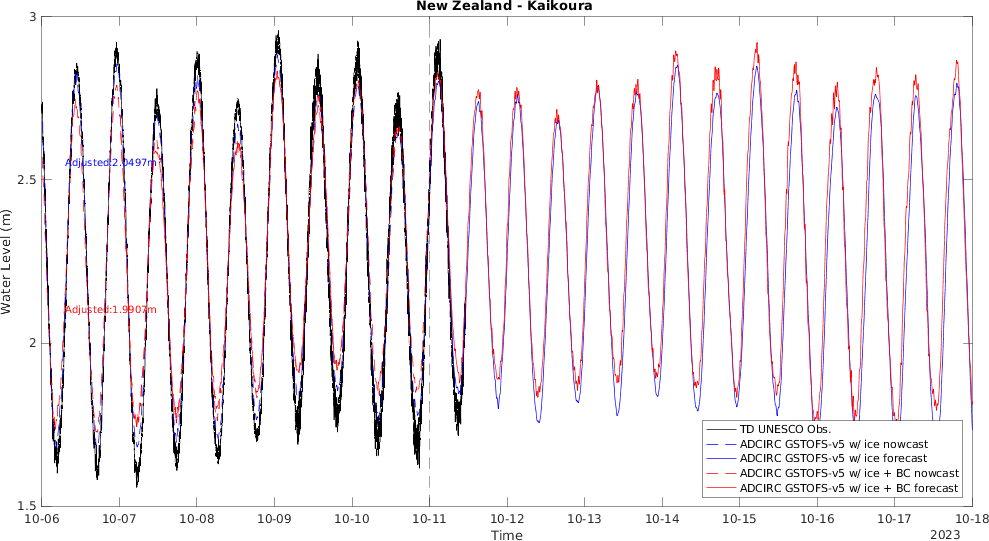 New Zealand - Kaikoura
3
2.5
2
1.5
Water Level (m)
Adjusted:2.0497m
Adjusted:1.9907m
TD UNESCO Obs.
ADCIRC GSTOFS-v5 w/ ice nowcast
ADCIRC GSTOFS-v5 w/ ice forecast
ADCIRC GSTOFS-v5 w/ ice + BC nowcast
ADCIRC GSTOFS-v5 w/ ice + BC forecast
10-06 10-07 10-08 10-09 10-10 10-11 10-12 10-13 10-14 10-15 10-16 10-17 10-18
Time
2023